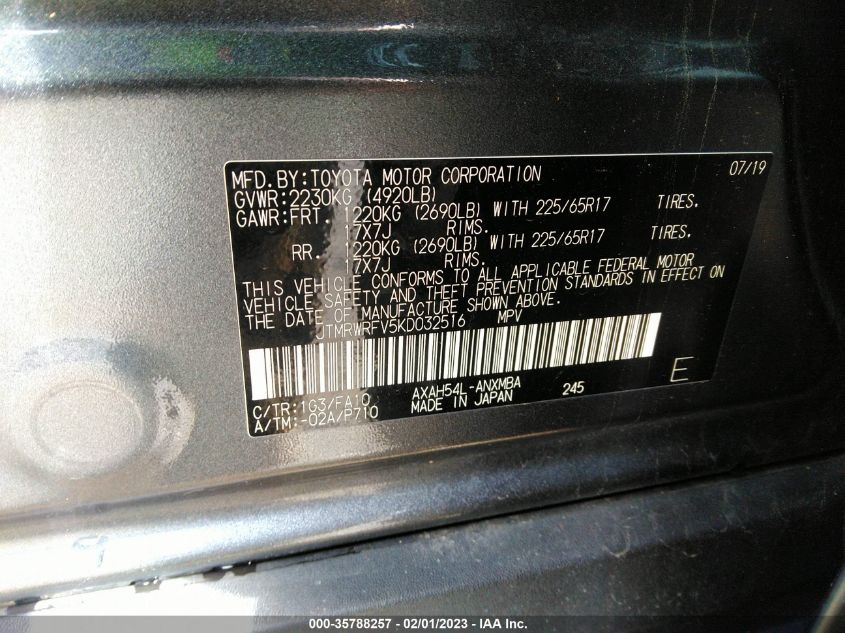 MFD.BY:TOYOTA MOTOR CORPORATION 07/19
GVWR:2230KG (4920LB)
GAWR:FRT. 1220KG (2690LB) WITH 225/65R17 TIRES.
17X7J RIMS.
RR. 1220KG (2690LB) WITH 225/65R17 TIRES.
17X7J RIMS.
THIS VEHICLE CONFORMS TO ALL APPLICABLE FEDERAL MOTOR
VEHICLE SAFETY AND THEFT PREVENTION STANDARDS IN EFFECT ON
THE DATE OF MANUFACTURE SHOWN ABOVE.
JTMRWRFV5KD032516 MPV
C/TR:1G3/FA10 AXAH54L-ANXMBA 245 E
A/TM:-02A/P710 MADE IN JAPAN
000-35788257 - 02/01/2023 - IAA Inc.